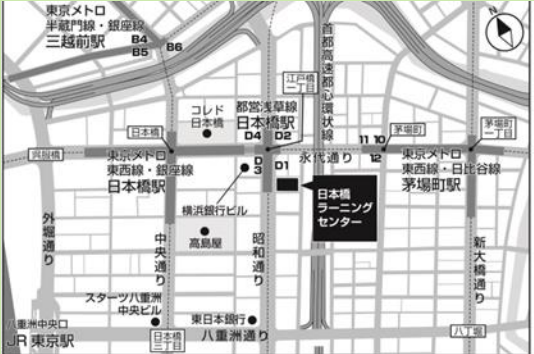 東京メトロ
半蔵門線・銀座線
三越前駅
B4
B5
B6
N
首都高速都心環状線
江戸橋
一丁目
コレド
日本橋
都営浅草線
日本橋駅
D4
D2
日本橋
11
10
12
茅場町
茅場町
一丁目
呉服橋
東京メトロ
東西線・銀座線
日本橋駅
D
3
D1
永代通り
東京メトロ
東西線・日比谷線
茅場町駅
横浜銀行ビル
日本橋
ラーニング
センター
外堀通り
中央通り
高島屋
昭和通り
新大橋通り
スターツ八重洲
中央ビル
東日本銀行
八重洲中央口
JR 東京駅
日本橋
三丁目
八重洲通り
八丁堀